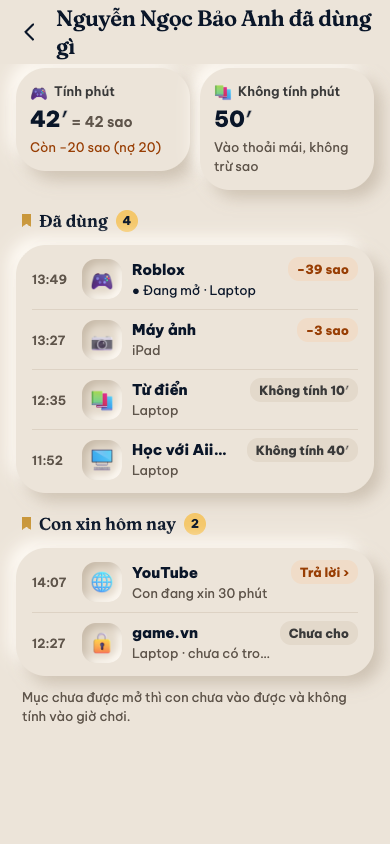 Nguyễn Ngọc Bảo Anh đã dùng
gì
Tính phút
42′ = 42 sao
Còn −20 sao (nợ 20)
Không tính phút
50′
Vào thoải mái, không
trừ sao
Đã dùng 4
13:49 Roblox −39 sao
● Đang mở · Laptop
13:27 Máy ảnh −3 sao
iPad
12:35 Từ điển Không tính 10′
Laptop
11:52 Học với Aii... Không tính 40′
Laptop
Con xin hôm nay 2
14:07 YouTube Trả lời ›
Con đang xin 30 phút
12:27 game.vn Chưa cho
Laptop · chưa có tro...
Mục chưa được mở thì con chưa vào được và không
tính vào giờ chơi.